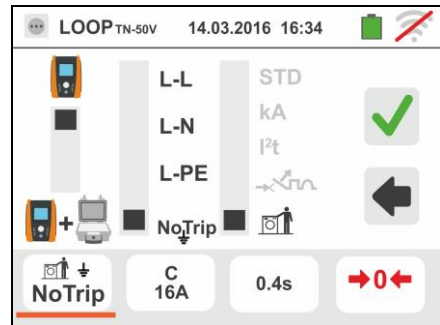 LOOP TN-50V 14.03.2016 16:34
L-L STD
L-N kA
I²t
L-PE
NoTrip
NoTrip
C
16A
0.4s
→0←